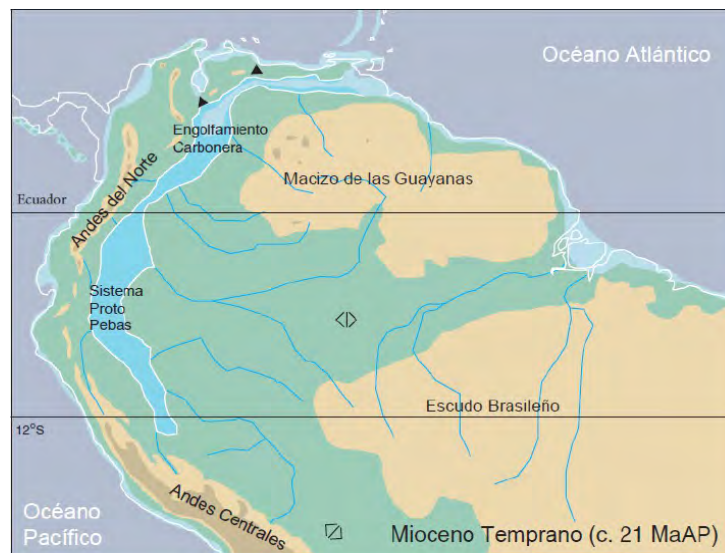 Océano Atlántico
Engolfamiento
Carbonera
Macizo de las Guayanas
Ecuador
Andes del Norte
Sistema
Proto
Pebas
Escudo Brasileño
12°S
Andes Centrales
Océano
Pacífico
Mioceno Temprano (c. 21 MaAP)